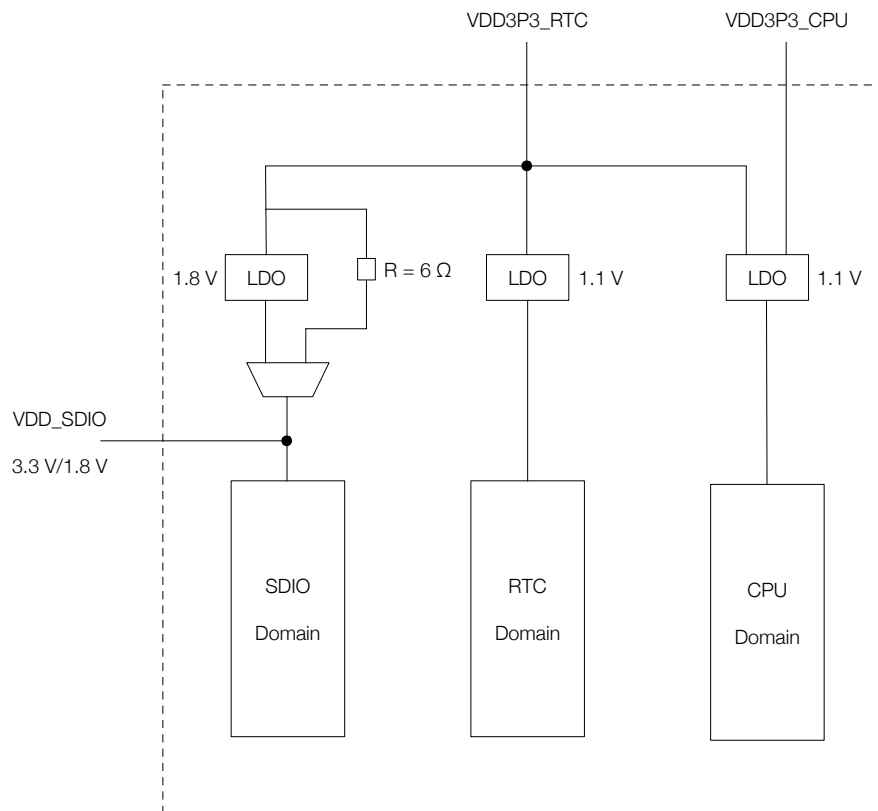 VDD3P3_RTC
VDD3P3_CPU
1.8 V
LDO
R = 6 Ω
LDO
1.1 V
LDO
1.1 V
VDD_SDIO
3.3 V/1.8 V
SDIO
Domain
RTC
Domain
CPU
Domain